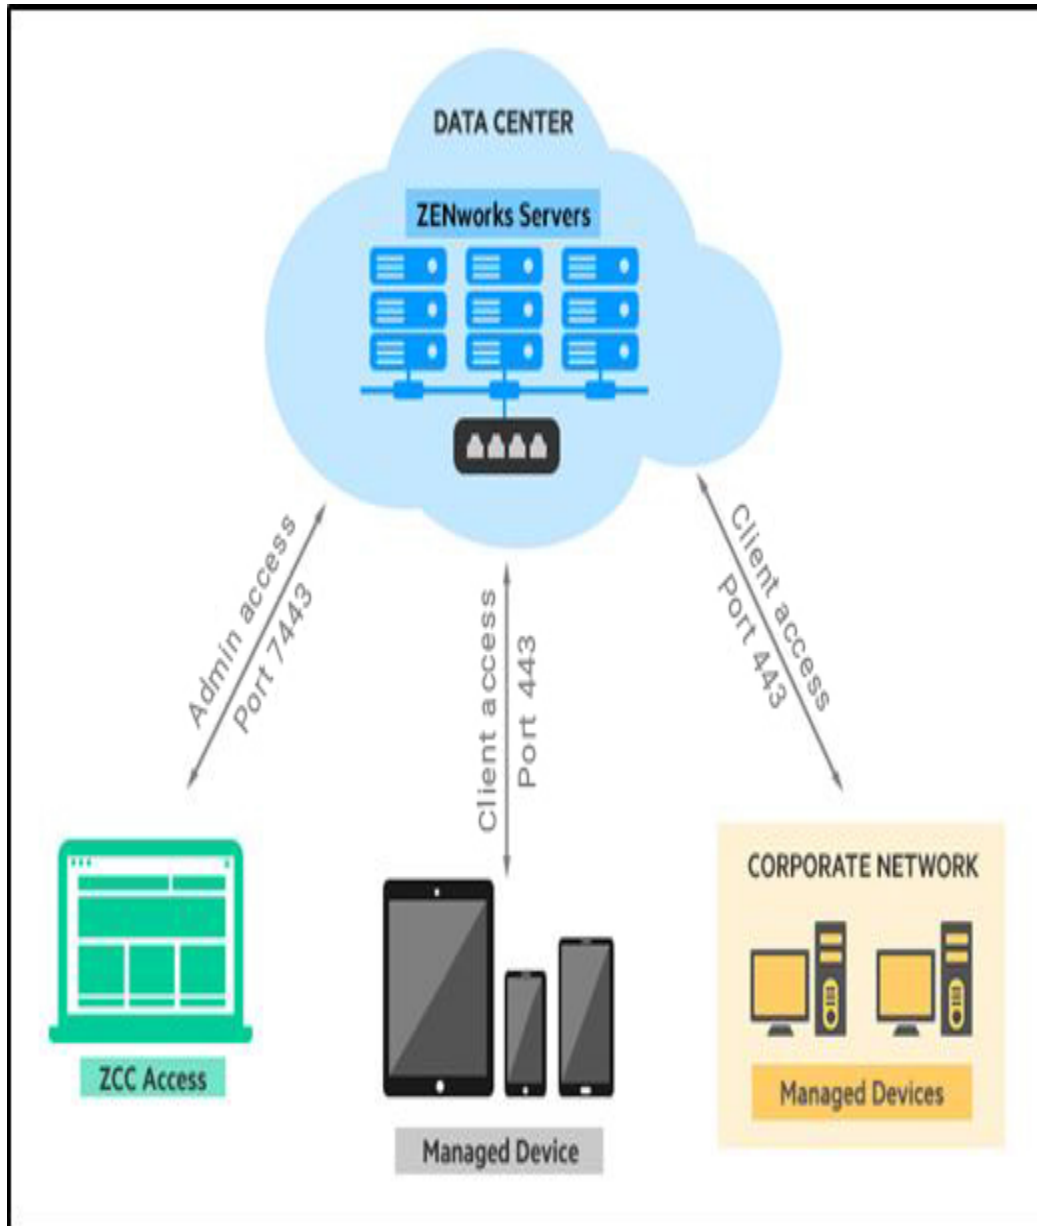 DATA CENTER
ZENworks Servers
Admin access
Port 7443
Client access
Port 443
Client access
Port 443
CORPORATE NETWORK
ZCC Access
Managed Device
Managed Devices